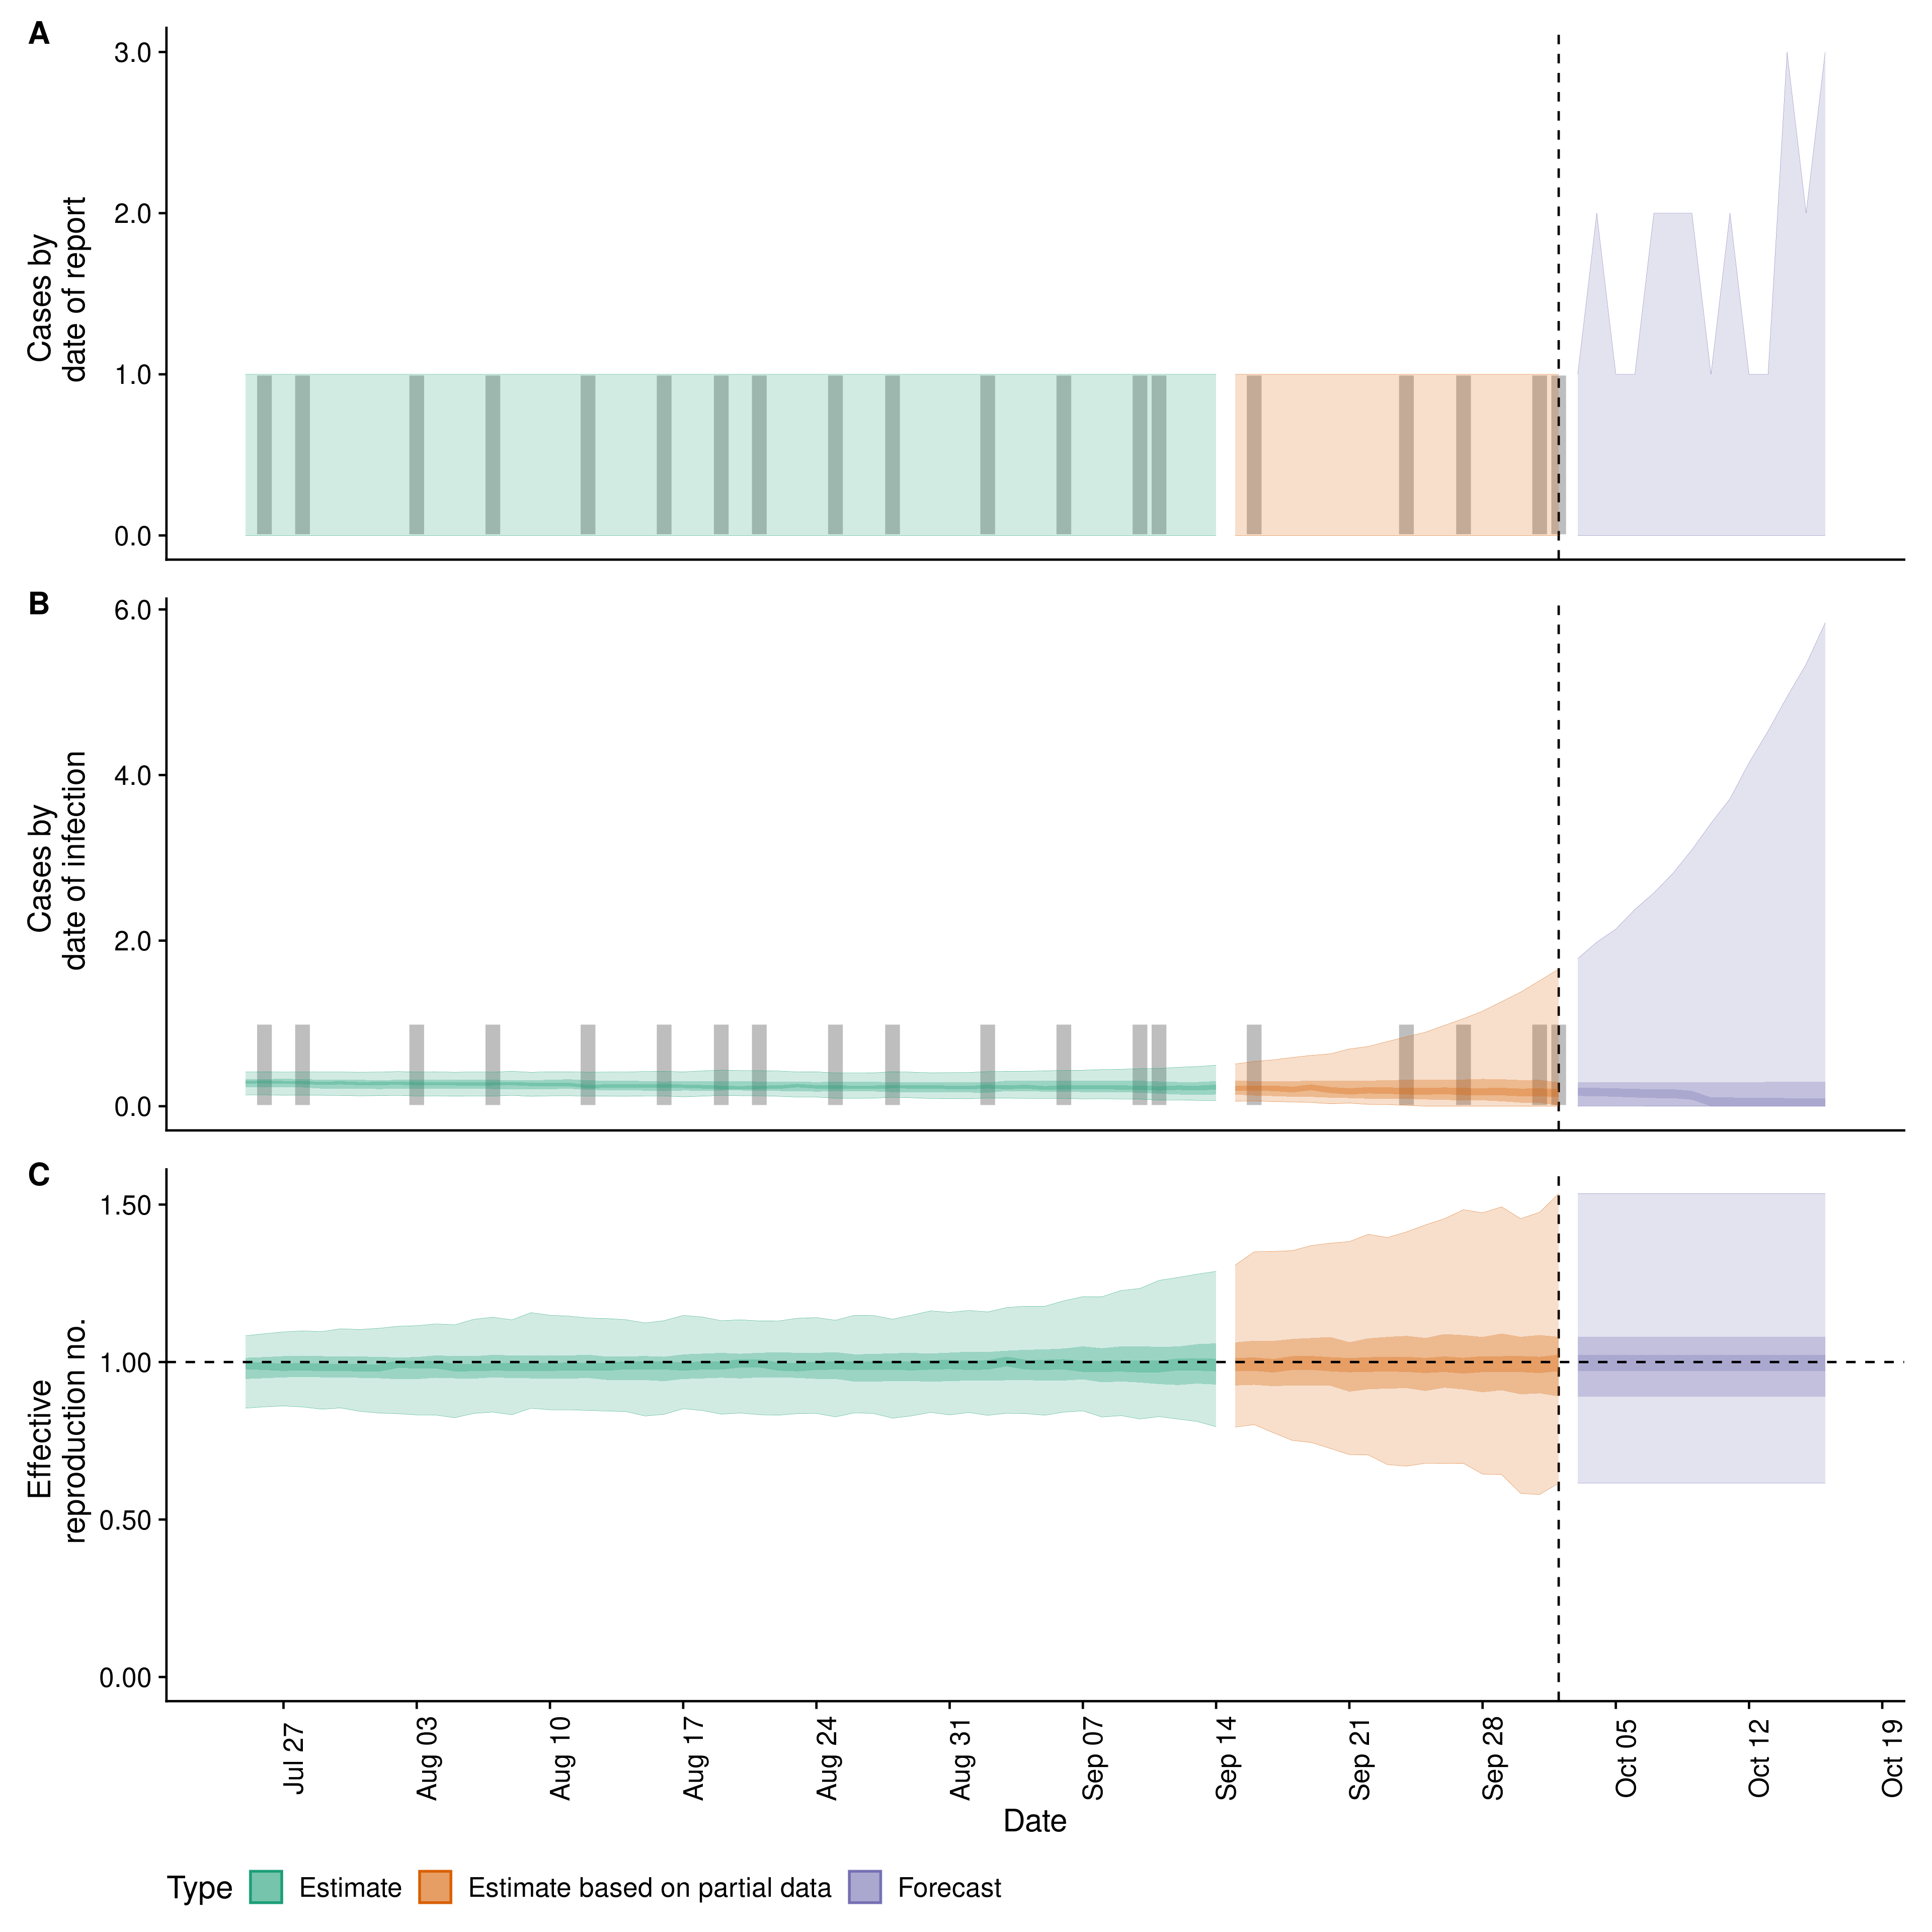 A
Cases by
date of report
3.0
2.0
1.0
0.0
B
Cases by
date of infection
6.0
4.0
2.0
0.0
C
Effective
reproduction no.
1.50
1.00
0.50
0.00
Jul 27
Aug 03
Aug 10
Aug 17
Aug 24
Aug 31
Sep 07
Sep 14
Sep 21
Sep 28
Oct 05
Oct 12
Oct 19
Date
Type
Estimate
Estimate based on partial data
Forecast